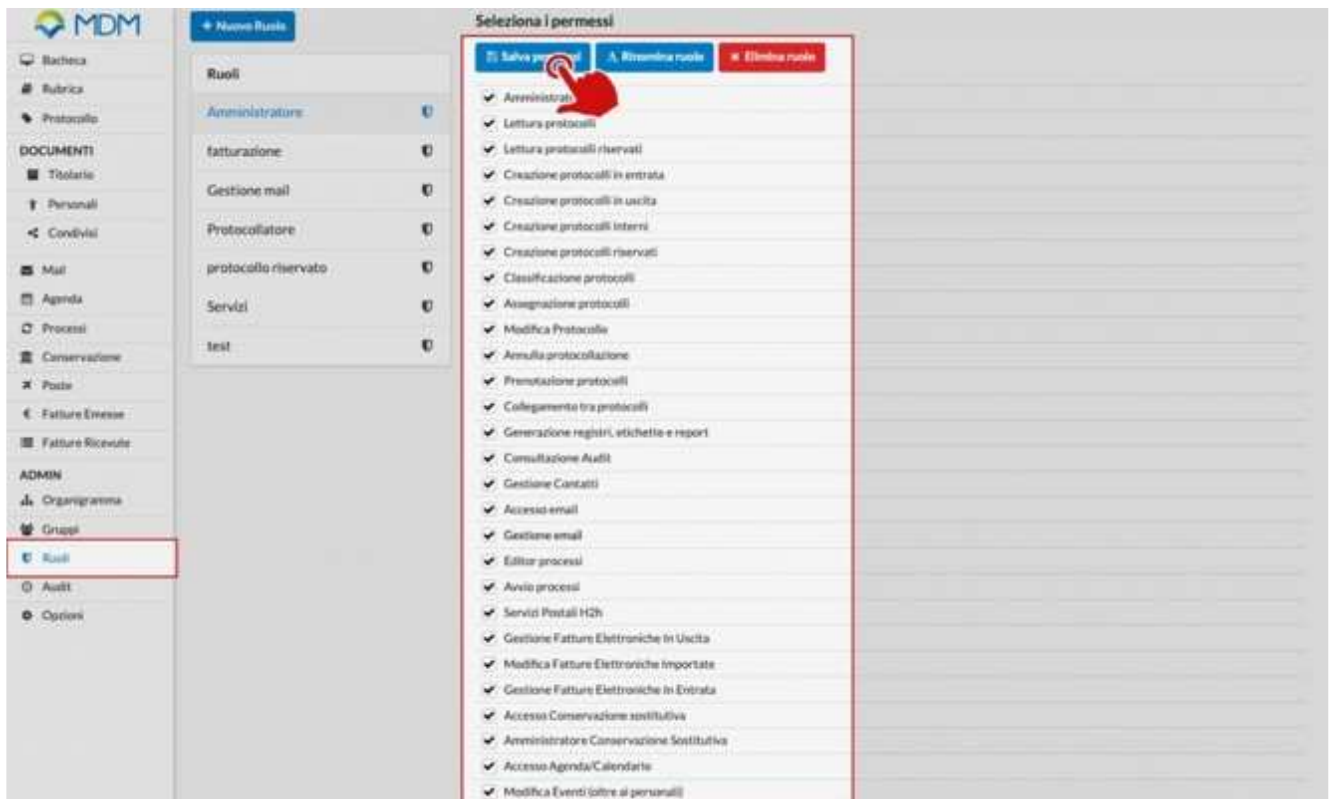 MDM
Bacheca
Rubrica
Protocollo
DOCUMENTI
Titolario
Personali
Condivisi
Mail
Agenda
Processi
Conservazione
Poste
Fatture Emesse
Fatture Ricevute
ADMIN
Organigramma
Gruppi
Ruoli
Audit
Opzioni
+ Nuovo Ruolo
Ruoli
Amministratore
fatturazione
Gestione mail
Protocollatore
protocollo riservato
Servizi
test
Seleziona i permessi
Salva
Rinomina ruolo
Elimina ruolo
Lettura protocolli
Lettura protocolli riservati
Creazione protocolli in entrata
Creazione protocolli in uscita
Creazione protocolli interni
Creazione protocolli riservati
Classificazione protocolli
Assegnazione protocolli
Modifica Protocollo
Annulla protocollazione
Prenotazione protocolli
Collegamento tra protocolli
Generazione registri, etichette e report
Consultazione Audit
Gestione Contatti
Accesso email
Gestione email
Editor processi
Avvio processi
Servizi Postali H2h
Gestione Fatture Elettroniche In Uscita
Modifica Fatture Elettroniche Importate
Gestione Fatture Elettroniche In Entrata
Accesso Conservazione sostitutiva
Amministratore Conservazione Sostitutiva
Accesso Agenda/Calendario
Modifica Eventi (oltre ai personali)